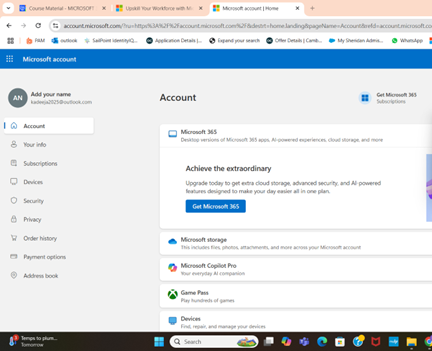 Course Material - MICROSOFT
Upskill Your Workforce with M
Microsoft account | Home
account.microsoft.com/?ru=https%3A%2F%2Faccount.microsoft.com%2F&destrt=home.landing&pageName=Account&refd=account.microsoft.co
PAM
outlook
SailPoint IdentityIQ...
Application Details |...
Expand your search
Offer Details | Camb...
My Sheridan Admis...
WhatsApp
Microsoft account
AN
Add your name
kadeeja2025@outlook.com
Account
Your info
Subscriptions
Devices
Security
Privacy
Order history
Payment options
Address book
Account
Get Microsoft 365
Subscriptions
Microsoft 365
Desktop versions of Microsoft 365 apps, AI-powered experiences, cloud storage, and more
Achieve the extraordinary
Upgrade today to get extra cloud storage, advanced security, and AI-powered
features designed to make your day easier all in one plan.
Get Microsoft 365
Microsoft storage
This includes files, photos, attachments, and more across your Microsoft account
Microsoft Copilot Pro
Your everyday AI companion
Game Pass
Play hundreds of games
Devices
Find, repair, and manage your devices
Temps to plum...
Tomorrow
Search